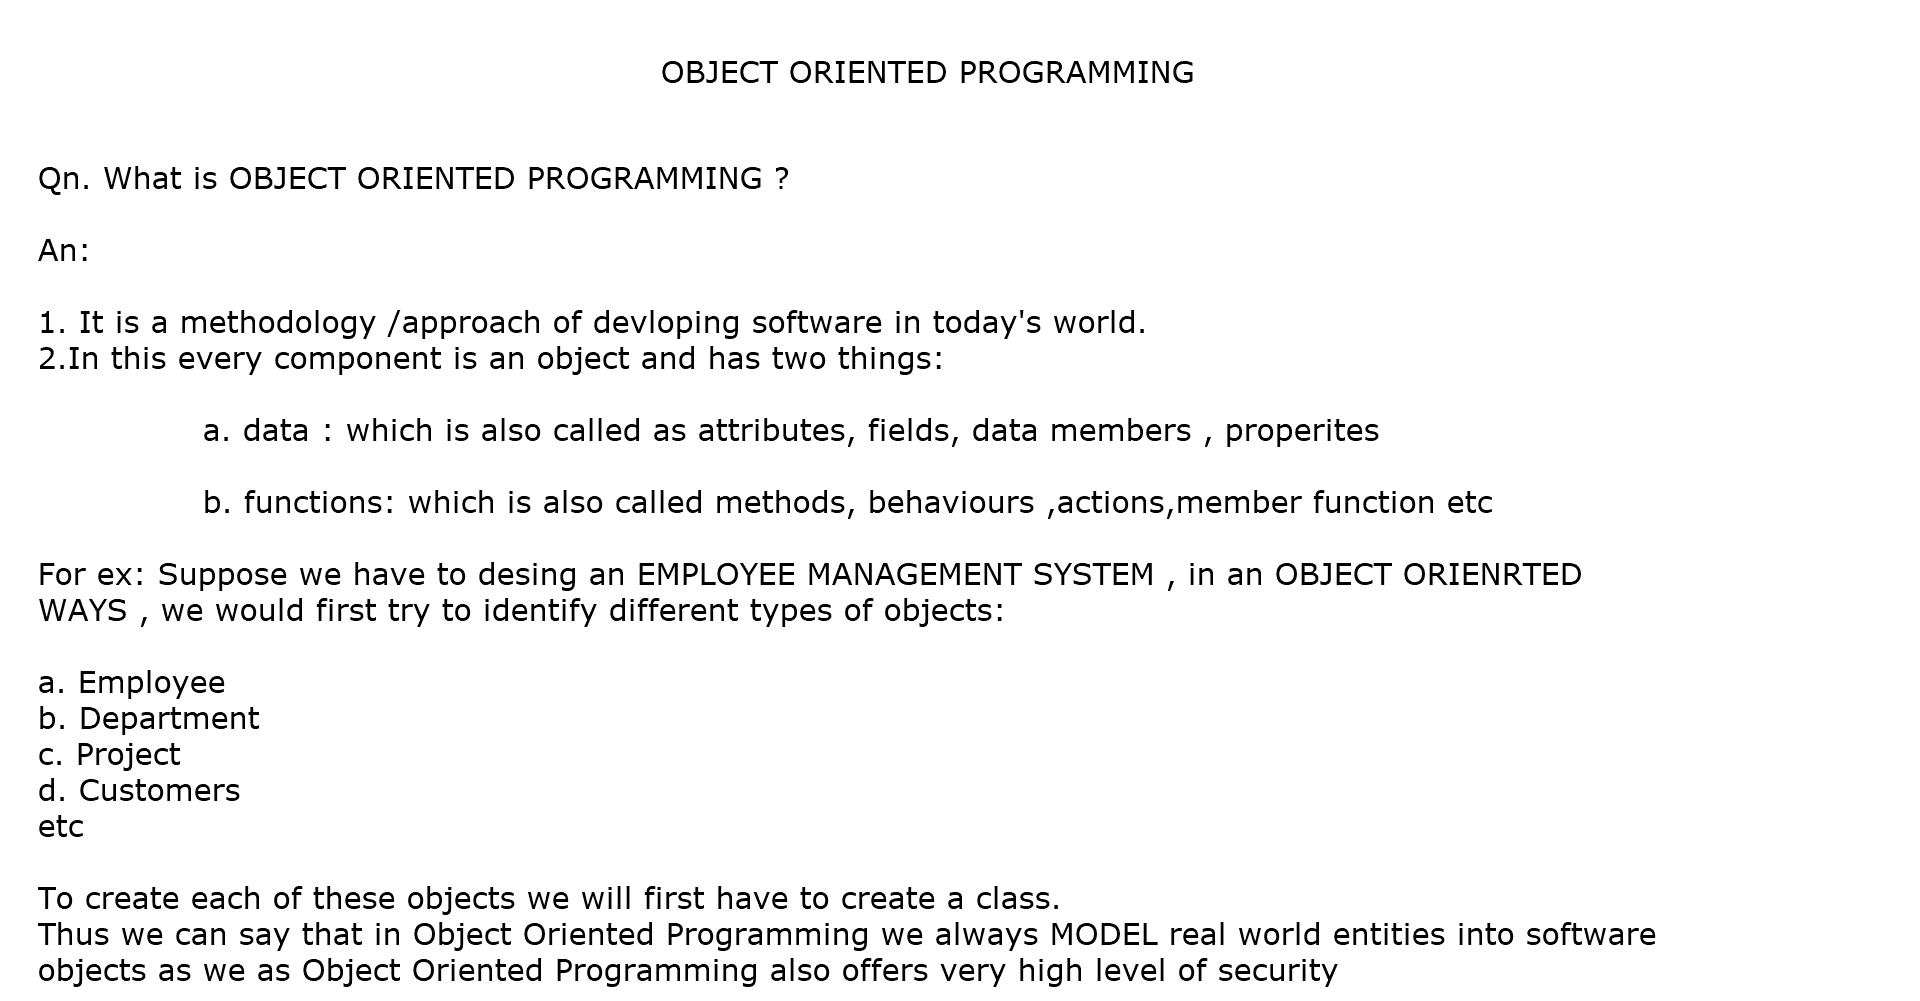 OBJECT ORIENTED PROGRAMMING
Qn. What is OBJECT ORIENTED PROGRAMMING ?
An:
1. It is a methodology /approach of devloping software in today's world.
2.In this every component is an object and has two things:
a. data : which is also called as attributes, fields, data members , properites
b. functions: which is also called methods, behaviours ,actions,member function etc
For ex: Suppose we have to desing an EMPLOYEE MANAGEMENT SYSTEM , in an OBJECT ORIENRTED
WAYS , we would first try to identify different types of objects:
a. Employee
b. Department
c. Project
d. Customers
etc
To create each of these objects we will first have to create a class.
Thus we can say that in Object Oriented Programming we always MODEL real world entities into software
objects as we as Object Oriented Programming also offers very high level of security